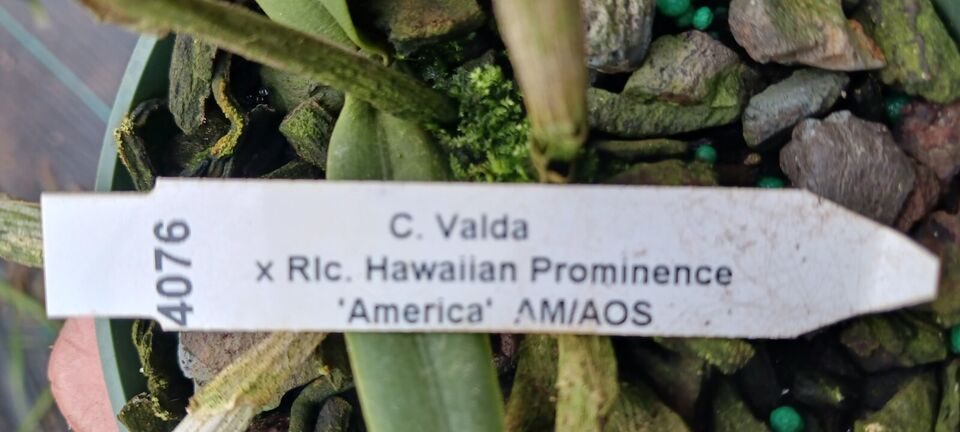 4076
C. Valda
x Rlc. Hawaiian Prominence
'America' AM/AOS